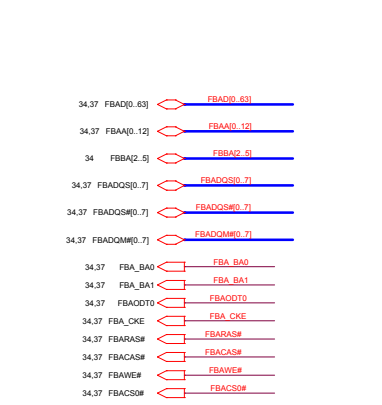 34,37 FBAD[0..63] FBAD[0..63]
34,37 FBAA[0..12] FBAA[0..12]
34 FBBA[2..5] FBBA[2..5]
34,37 FBADQS[0..7] FBADQS[0..7]
34,37 FBADQS#[0..7] FBADQS#[0..7]
34,37 FBADQM#[0..7] FBADQM#[0..7]
34,37 FBA_BA0 FBA_BA0
34,37 FBA_BA1 FBA_BA1
34,37 FBAODT0 FBAODT0
34,37 FBA_CKE FBA_CKE
34,37 FBARAS# FBARAS#
34,37 FBACAS# FBACAS#
34,37 FBAWE# FBAWE#
34,37 FBACS0# FBACS0#